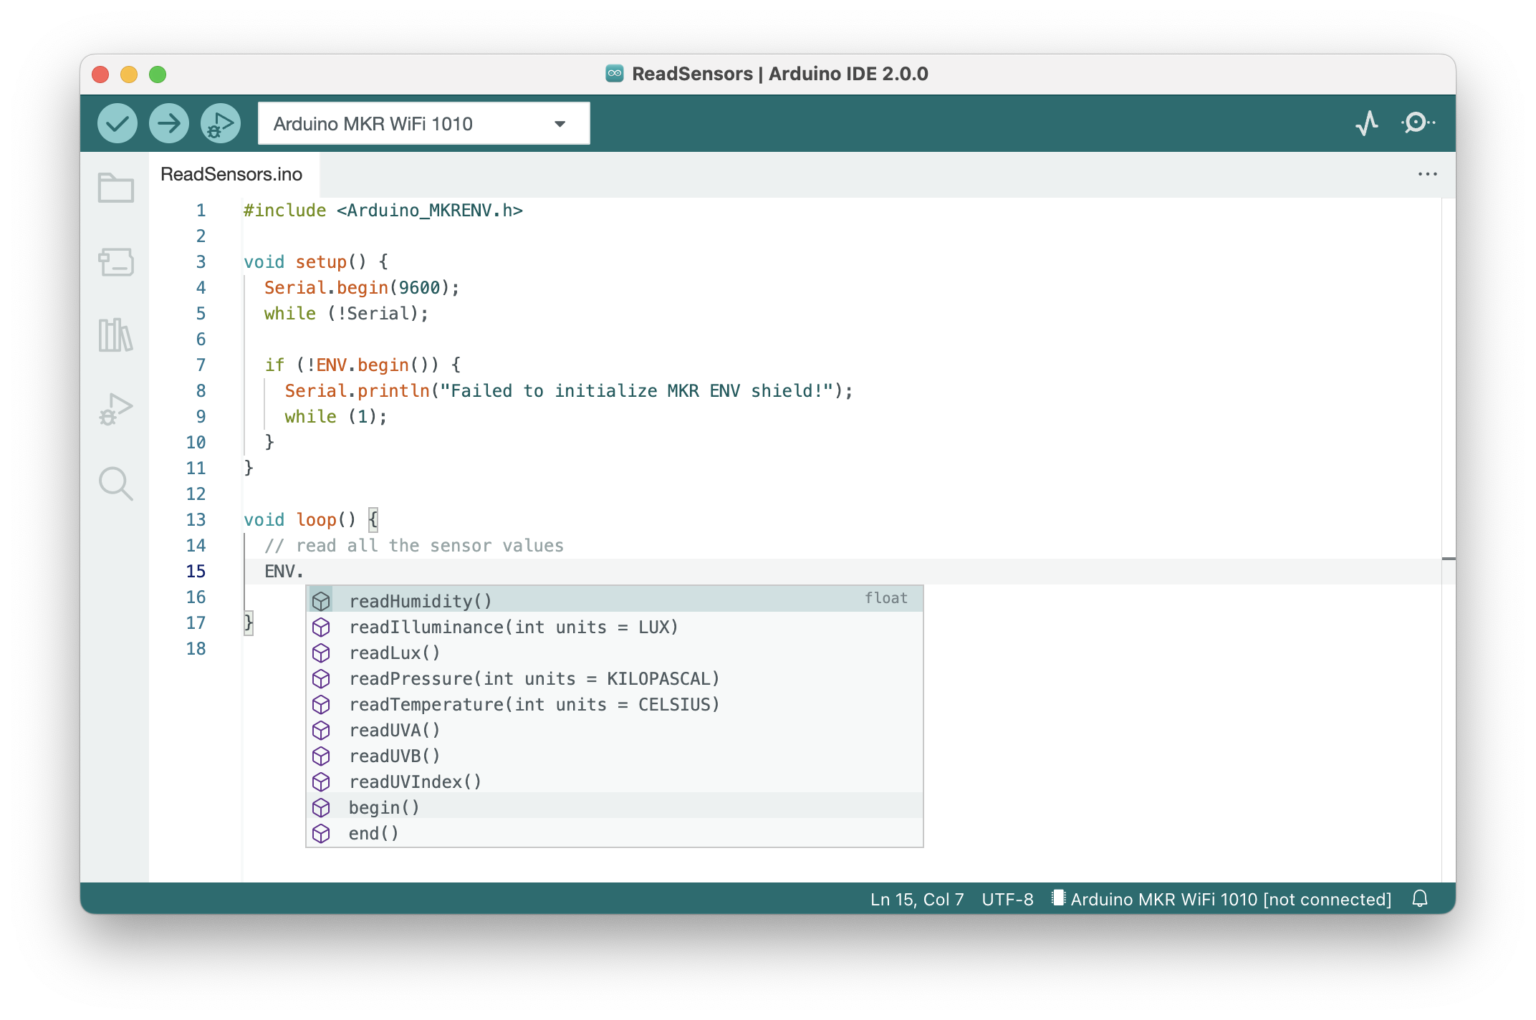 ReadSensors | Arduino IDE 2.0.0
Arduino MKR WiFi 1010
ReadSensors.ino
1 #include <Arduino_MKRENV.h>
2
3 void setup() {
4 Serial.begin(9600);
5 while (!Serial);
6
7 if (!ENV.begin()) {
8 Serial.println("Failed to initialize MKR ENV shield!");
9 while (1);
10 }
11 }
12
13 void loop() {
14 // read all the sensor values
15 ENV.
16
17 }
18
readHumidity() float
readIlluminance(int units = LUX)
readLux()
readPressure(int units = KILOPASCAL)
readTemperature(int units = CELSIUS)
readUVA()
readUVB()
readUVIndex()
begin()
end()
Ln 15, Col 7 UTF-8 Arduino MKR WiFi 1010 [not connected]